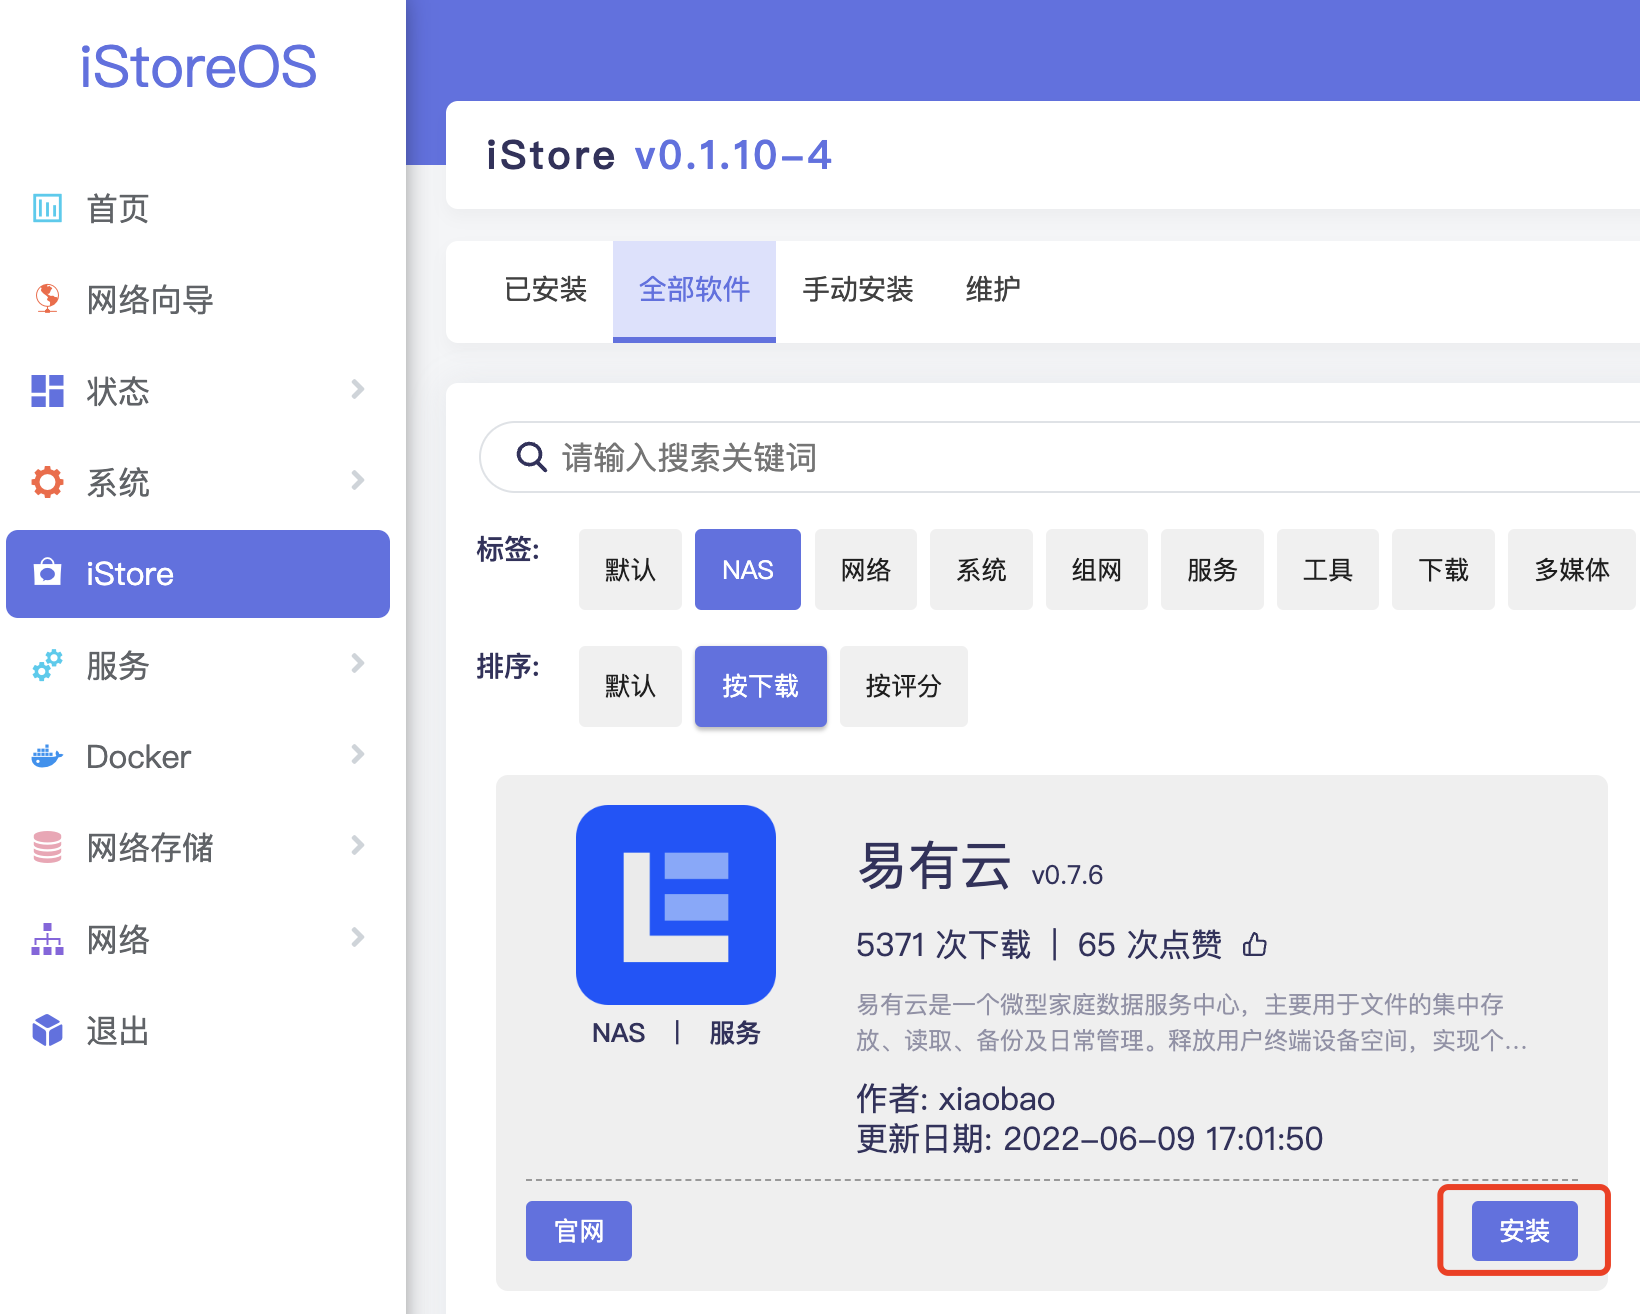 iStoreOS
首页
网络向导
状态
系统
iStore
服务
Docker
网络存储
网络
退出
iStore v0.1.10-4
已安装 全部软件 手动安装 维护
请输入搜索关键词
标签: 默认 NAS 网络 系统 组网 服务 工具 下载 多媒体
排序: 默认 按下载 按评分
易有云 v0.7.6
5371 次下载 | 65 次点赞
易有云是一个微型家庭数据服务中心，主要用于文件的集中存
放、读取、备份及日常管理。释放用户终端设备空间，实现个...
NAS | 服务
作者: xiaobao
更新日期: 2022-06-09 17:01:50
官网 安装